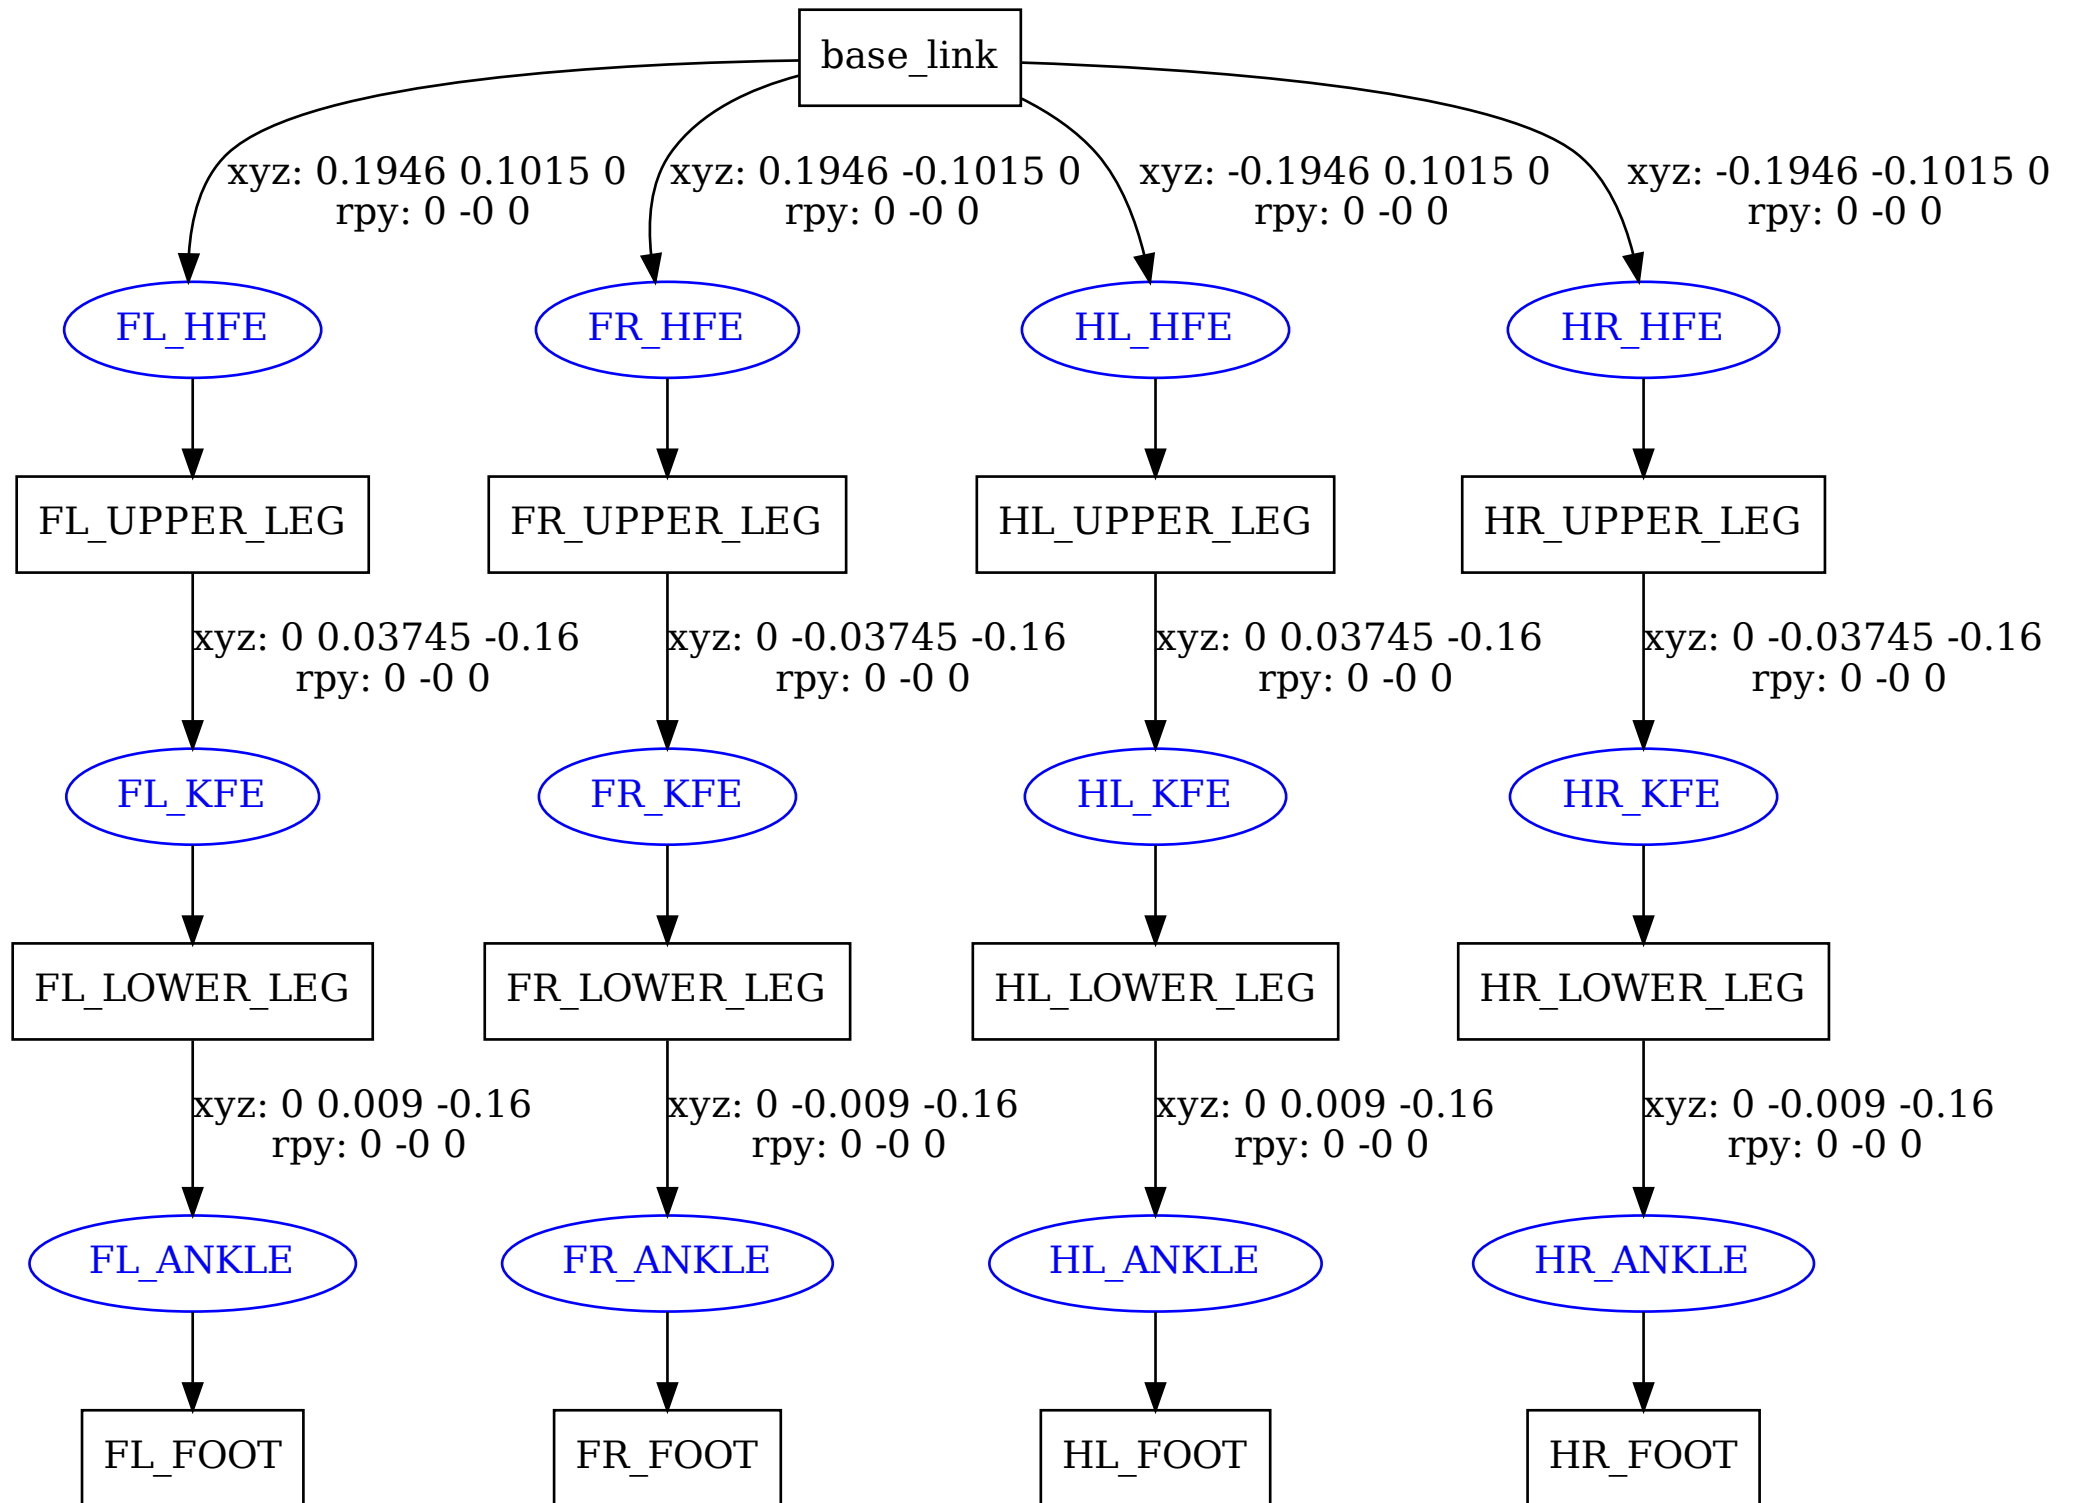 base_link
xyz: 0.1946 0.1015 0
rpy: 0 -0 0
xyz: 0.1946 -0.1015 0
rpy: 0 -0 0
xyz: -0.1946 0.1015 0
rpy: 0 -0 0
xyz: -0.1946 -0.1015 0
rpy: 0 -0 0
FL_HFE
FR_HFE
HL_HFE
HR_HFE
FL_UPPER_LEG
FR_UPPER_LEG
HL_UPPER_LEG
HR_UPPER_LEG
xyz: 0 0.03745 -0.16
rpy: 0 -0 0
xyz: 0 -0.03745 -0.16
rpy: 0 -0 0
xyz: 0 0.03745 -0.16
rpy: 0 -0 0
xyz: 0 -0.03745 -0.16
rpy: 0 -0 0
FL_KFE
FR_KFE
HL_KFE
HR_KFE
FL_LOWER_LEG
FR_LOWER_LEG
HL_LOWER_LEG
HR_LOWER_LEG
xyz: 0 0.009 -0.16
rpy: 0 -0 0
xyz: 0 -0.009 -0.16
rpy: 0 -0 0
xyz: 0 0.009 -0.16
rpy: 0 -0 0
xyz: 0 -0.009 -0.16
rpy: 0 -0 0
FL_ANKLE
FR_ANKLE
HL_ANKLE
HR_ANKLE
FL_FOOT
FR_FOOT
HL_FOOT
HR_FOOT